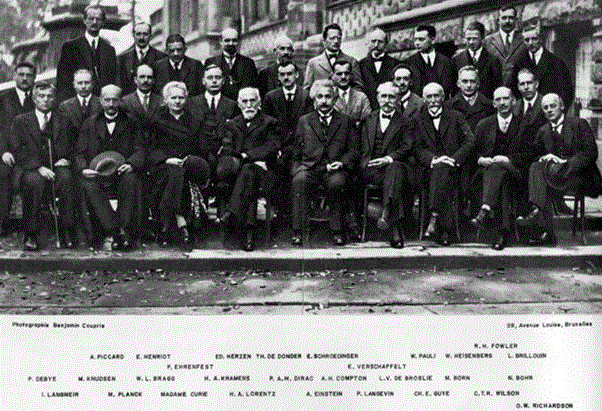 Photographie Benjamin Couprie 28, Avenue Louise, Bruxelles
R.H. FOWLER
A. PICCARD E. HENRIOT ED. HERZEN TH. DE DONDER E. SCHROEDINGER W. PAULI W. HEISENBERG L. BRILLOUIN
P. EHRENFEST E. VERSCHAFFELT
P. DEBYE M. KNUDSEN W.L. BRAGG H.A. KRAMERS P.A.M. DIRAC A.H. COMPTON L.V. DE BROGLIE M. BORN N. BOHR
I. LANGMUIR M. PLANCK MADAME CURIE H.A. LORENTZ A. EINSTEIN P. LANGEVIN CH.E. GUYE C.T.R. WILSON
O.W. RICHARDSON